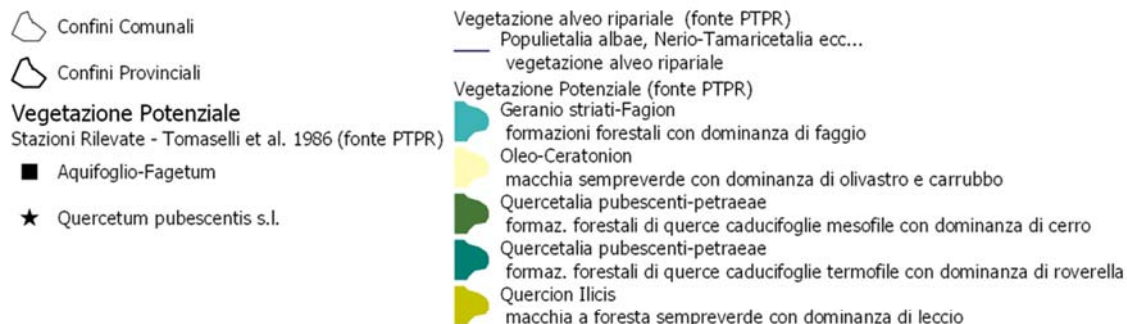 Confini Comunali
Confini Provinciali
Vegetazione Potenziale
Stazioni Rilevate - Tomaselli et al. 1986 (fonte PTPR)
Aquifoglio-Fagetum
Quercetum pubescentis s.l.
Vegetazione alveo ripariale (fonte PTPR)
Populietalia albae, Nerio-Tamaricetalia ecc...
vegetazione alveo ripariale
Vegetazione Potenziale (fonte PTPR)
Geranio striati-Fagion
formazioni forestali con dominanza di faggio
Oleo-Ceratonion
macchia sempreverde con dominanza di olivastro e carrubbo
Quercetalia pubescenti-petraeae
formaz. forestali di querce caducifoglie mesofile con dominanza di cerro
Quercetalia pubescenti-petraeae
formaz. forestali di querce caducifoglie termofile con dominanza di roverella
Quercion Ilicis
macchia a foresta sempreverde con dominanza di leccio